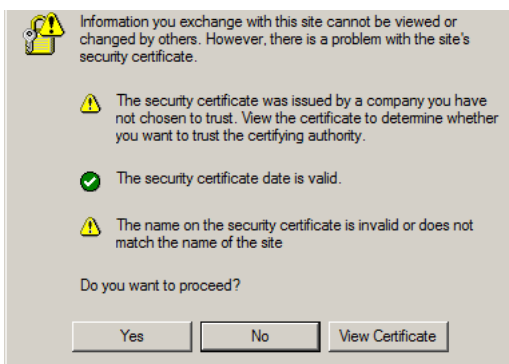 Information you exchange with this site cannot be viewed or
changed by others. However, there is a problem with the site's
security certificate.
The security certificate was issued by a company you have
not chosen to trust. View the certificate to determine whether
you want to trust the certifying authority.
The security certificate date is valid.
The name on the security certificate is invalid or does not
match the name of the site
Do you want to proceed?
Yes No View Certificate